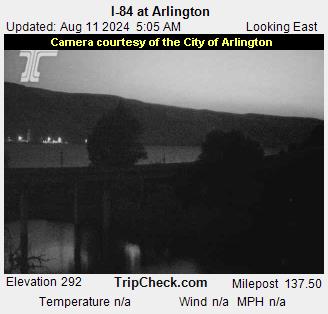 I-84 at Arlington
Updated: Aug 11 2024 5:05 AM Looking East
Camera courtesy of the City of Arlington
Elevation 292 TripCheck.com Milepost 137.50
Temperature n/a Wind n/a MPH n/a